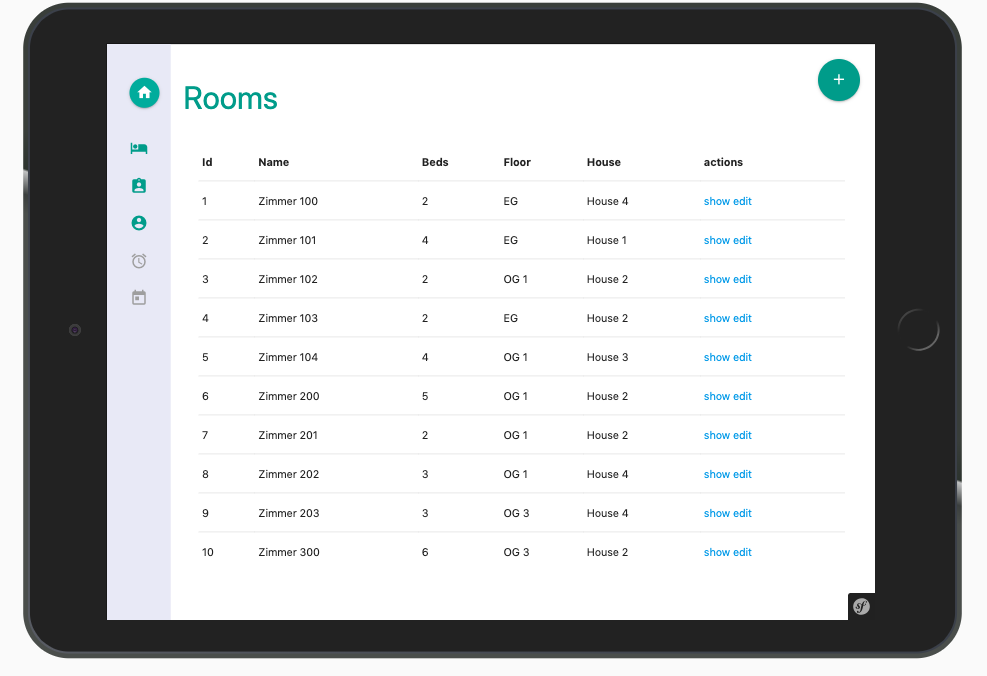 Rooms
+
Id Name Beds Floor House actions
1 Zimmer 100 2 EG House 4 show edit
2 Zimmer 101 4 EG House 1 show edit
3 Zimmer 102 2 OG 1 House 2 show edit
4 Zimmer 103 2 EG House 2 show edit
5 Zimmer 104 4 OG 1 House 3 show edit
6 Zimmer 200 5 OG 1 House 2 show edit
7 Zimmer 201 2 OG 1 House 2 show edit
8 Zimmer 202 3 OG 1 House 4 show edit
9 Zimmer 203 3 OG 3 House 4 show edit
10 Zimmer 300 6 OG 3 House 2 show edit
sf